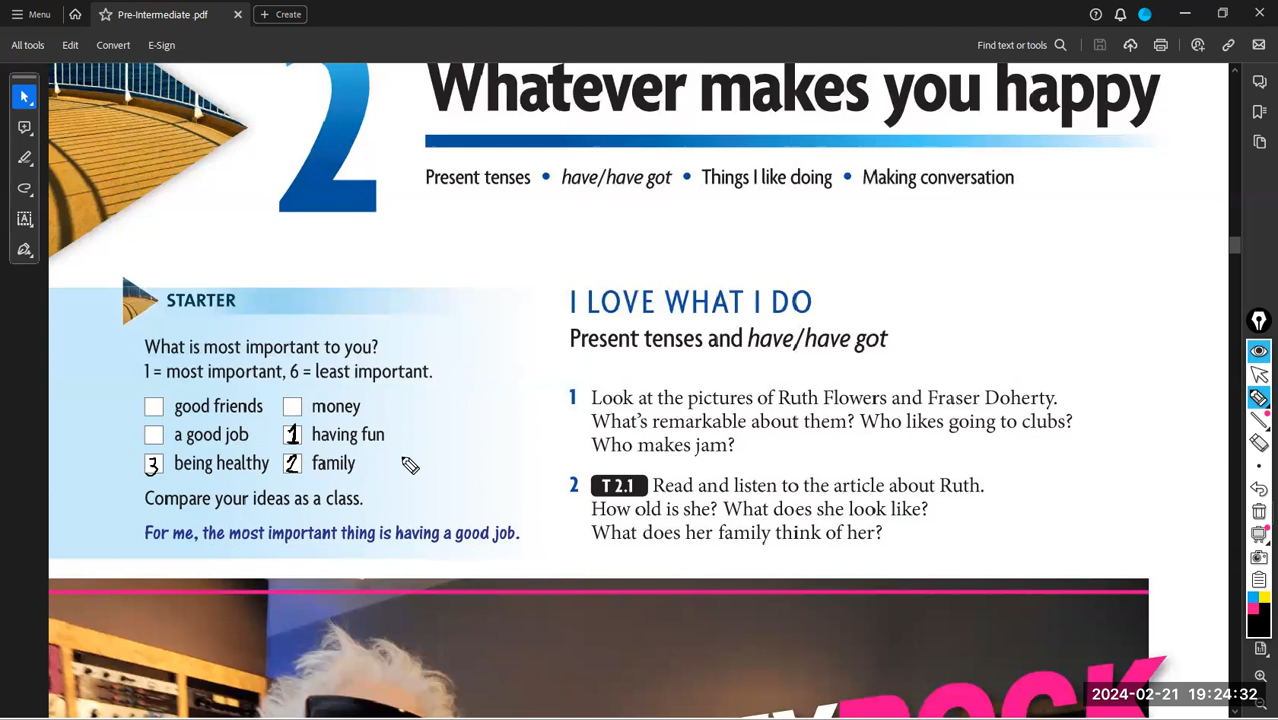 Menu
Pre-Intermediate .pdf
Create
All tools
Edit
Convert
E-Sign
Find text or tools
2
Whatever makes you happy
Present tenses • have/have got • Things I like doing • Making conversation
STARTER
What is most important to you?
1 = most important, 6 = least important.
good friends
money
a good job
1 having fun
3 being healthy
2 family
Compare your ideas as a class.
For me, the most important thing is having a good job.
I LOVE WHAT I DO
Present tenses and have/have got
1 Look at the pictures of Ruth Flowers and Fraser Doherty.
What's remarkable about them? Who likes going to clubs?
Who makes jam?
2 T 2.1 Read and listen to the article about Ruth.
How old is she? What does she look like?
What does her family think of her?
ROCK
2024-02-21 19:24:32